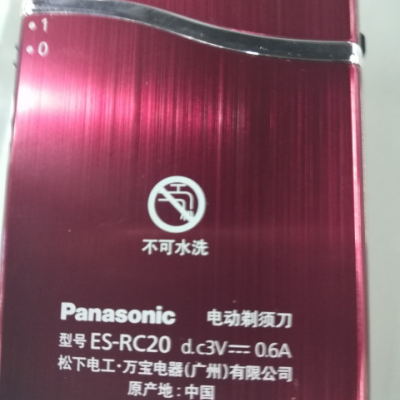 1
0
不可水洗
Panasonic 电动剃须刀
型号 ES-RC20 d.c3V⎓ 0.6A
松下电工·万宝电器(广州)有限公司
原产地:中国